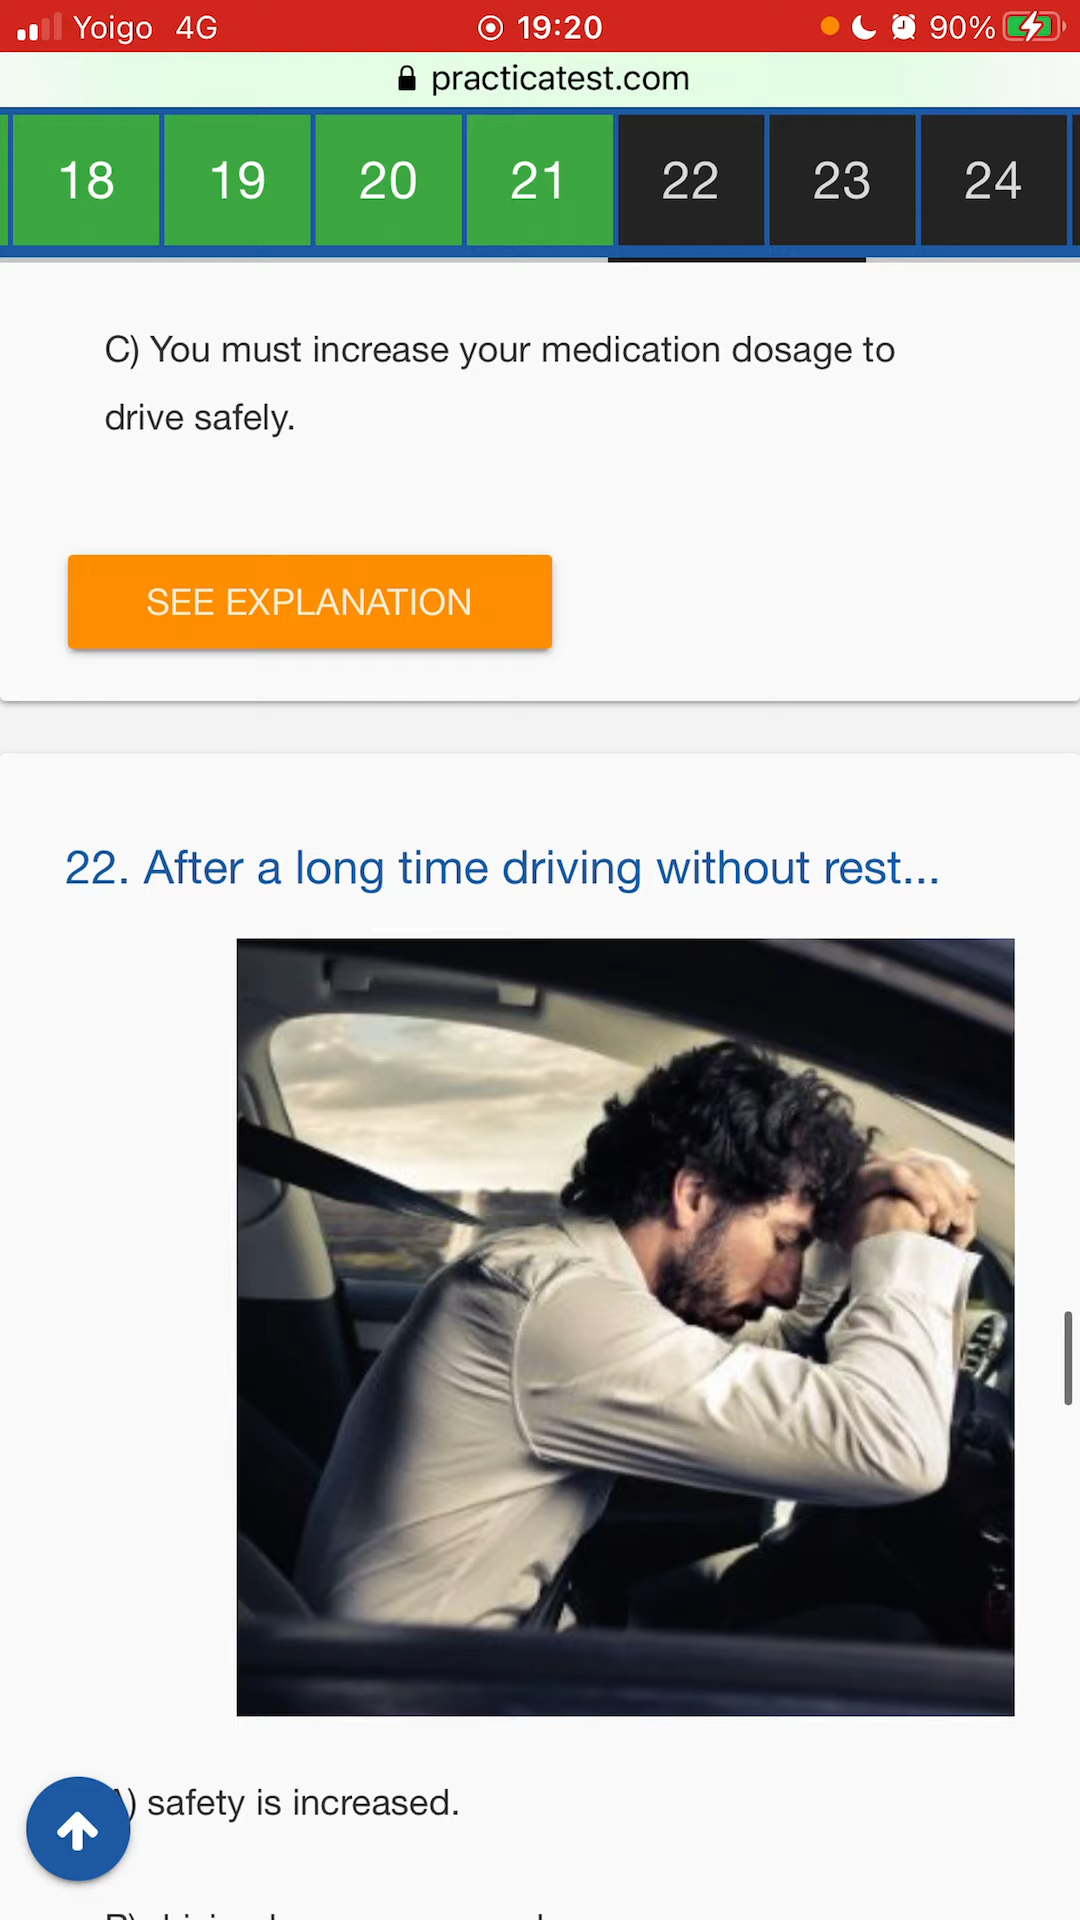 Yoigo 4G 19:20 90%
practicatest.com
18 19 20 21 22 23 24
C) You must increase your medication dosage to
drive safely.
SEE EXPLANATION
22. After a long time driving without rest...
) safety is increased.